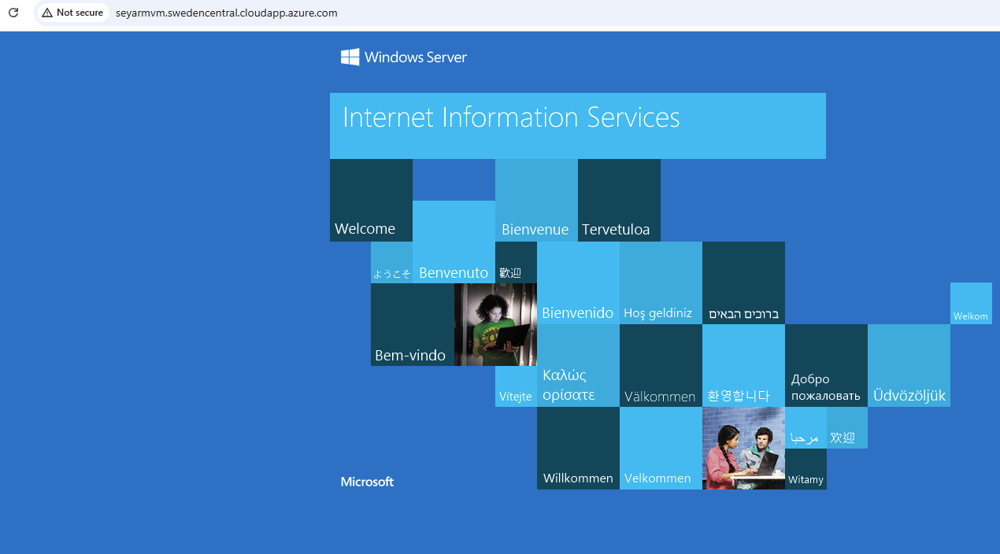 Not secure
seyarmvm.swedencentral.cloudapp.azure.com
Windows Server
Internet Information Services
Welcome
Bienvenue
Tervetuloa
ようこそ
Benvenuto
歡迎
Bienvenido
Hoş geldiniz
ברוכים הבאים
Welkom
Bem-vindo
Vítejte
Καλώς
ορίσατε
Välkommen
환영합니다
Добро
пожаловать
Üdvözöljük
مرحبا
欢迎
Willkommen
Velkommen
Witamy
Microsoft